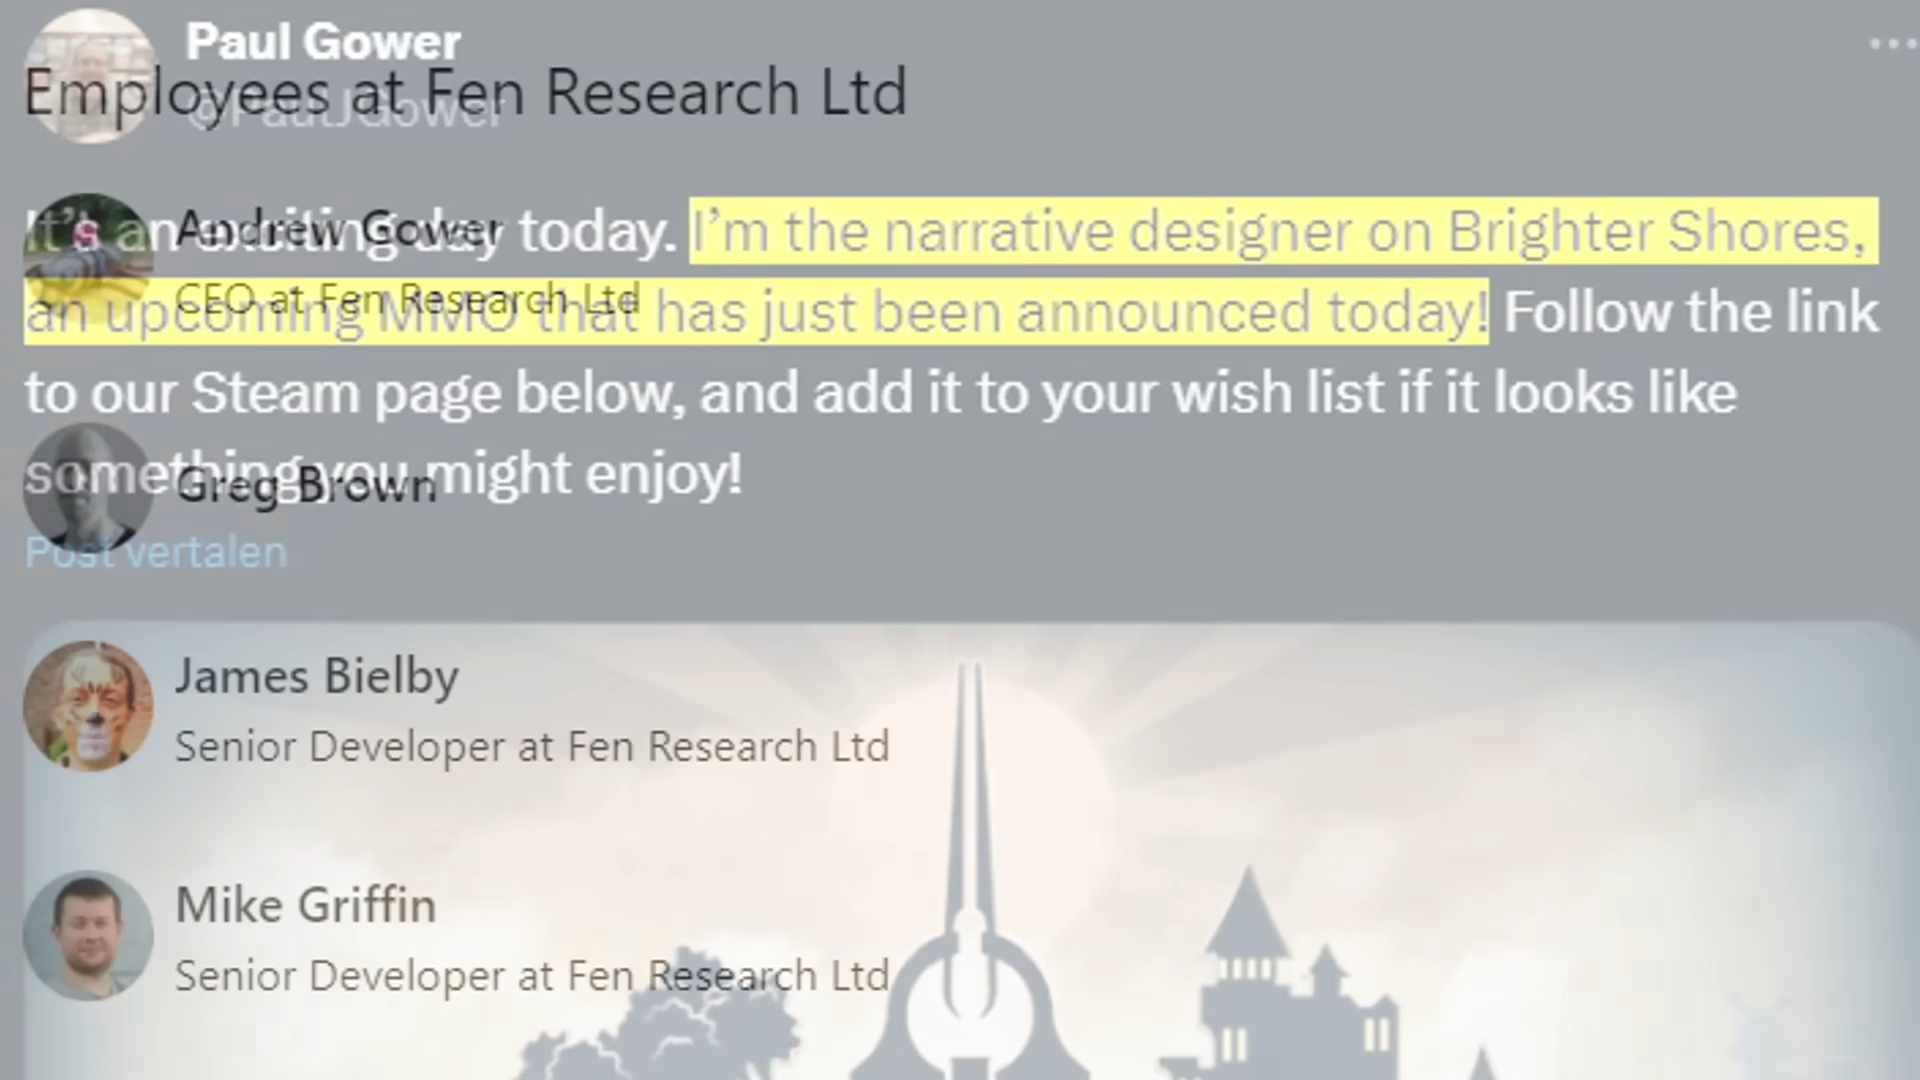 Paul Gower
@PaulJGower
Employees at Fen Research Ltd
It's an exciting day today. I'm the narrative designer on Brighter Shores,
an upcoming MMO that has just been announced today! Follow the link
to our Steam page below, and add it to your wish list if it looks like
something you might enjoy!
Post vertalen
Andrew Gower
CEO at Fen Research Ltd
Greg Brown
James Bielby
Senior Developer at Fen Research Ltd
Mike Griffin
Senior Developer at Fen Research Ltd